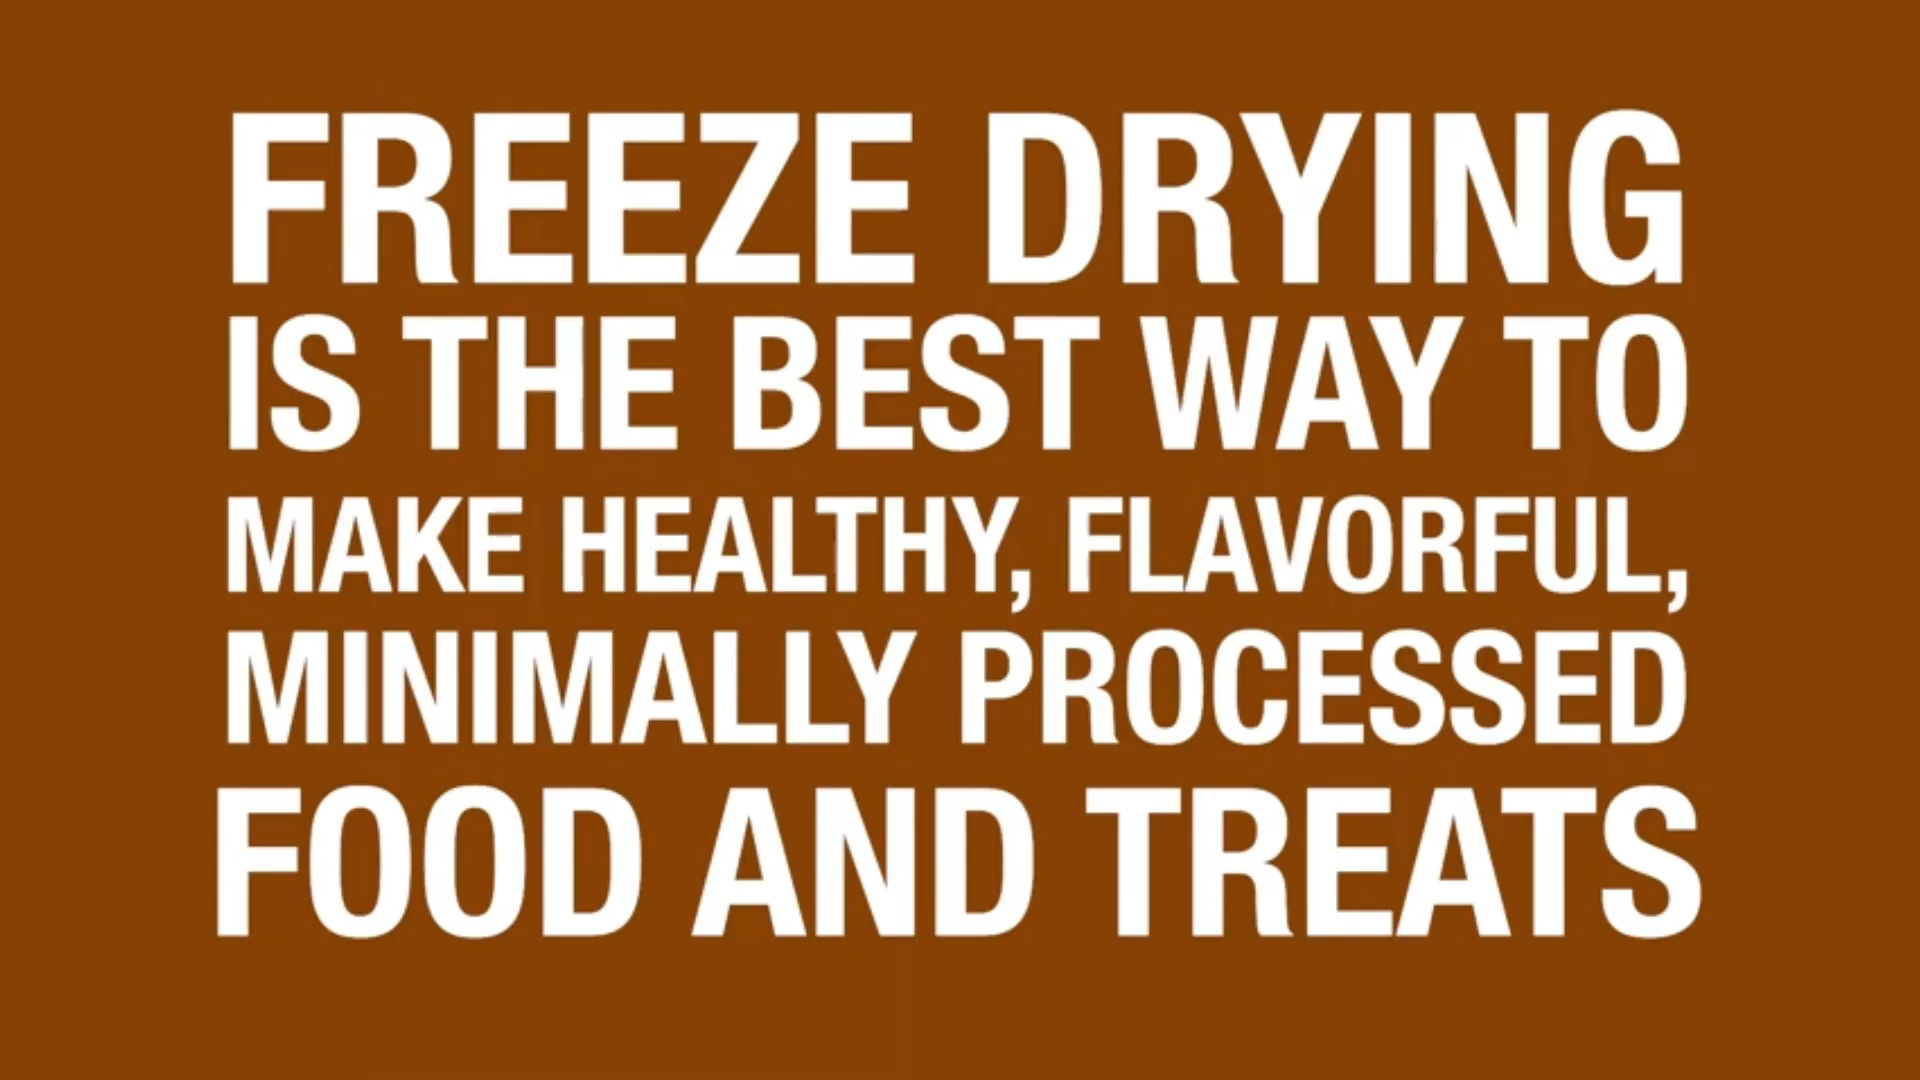 FREEZE DRYING
IS THE BEST WAY TO
MAKE HEALTHY, FLAVORFUL,
MINIMALLY PROCESSED
FOOD AND TREATS